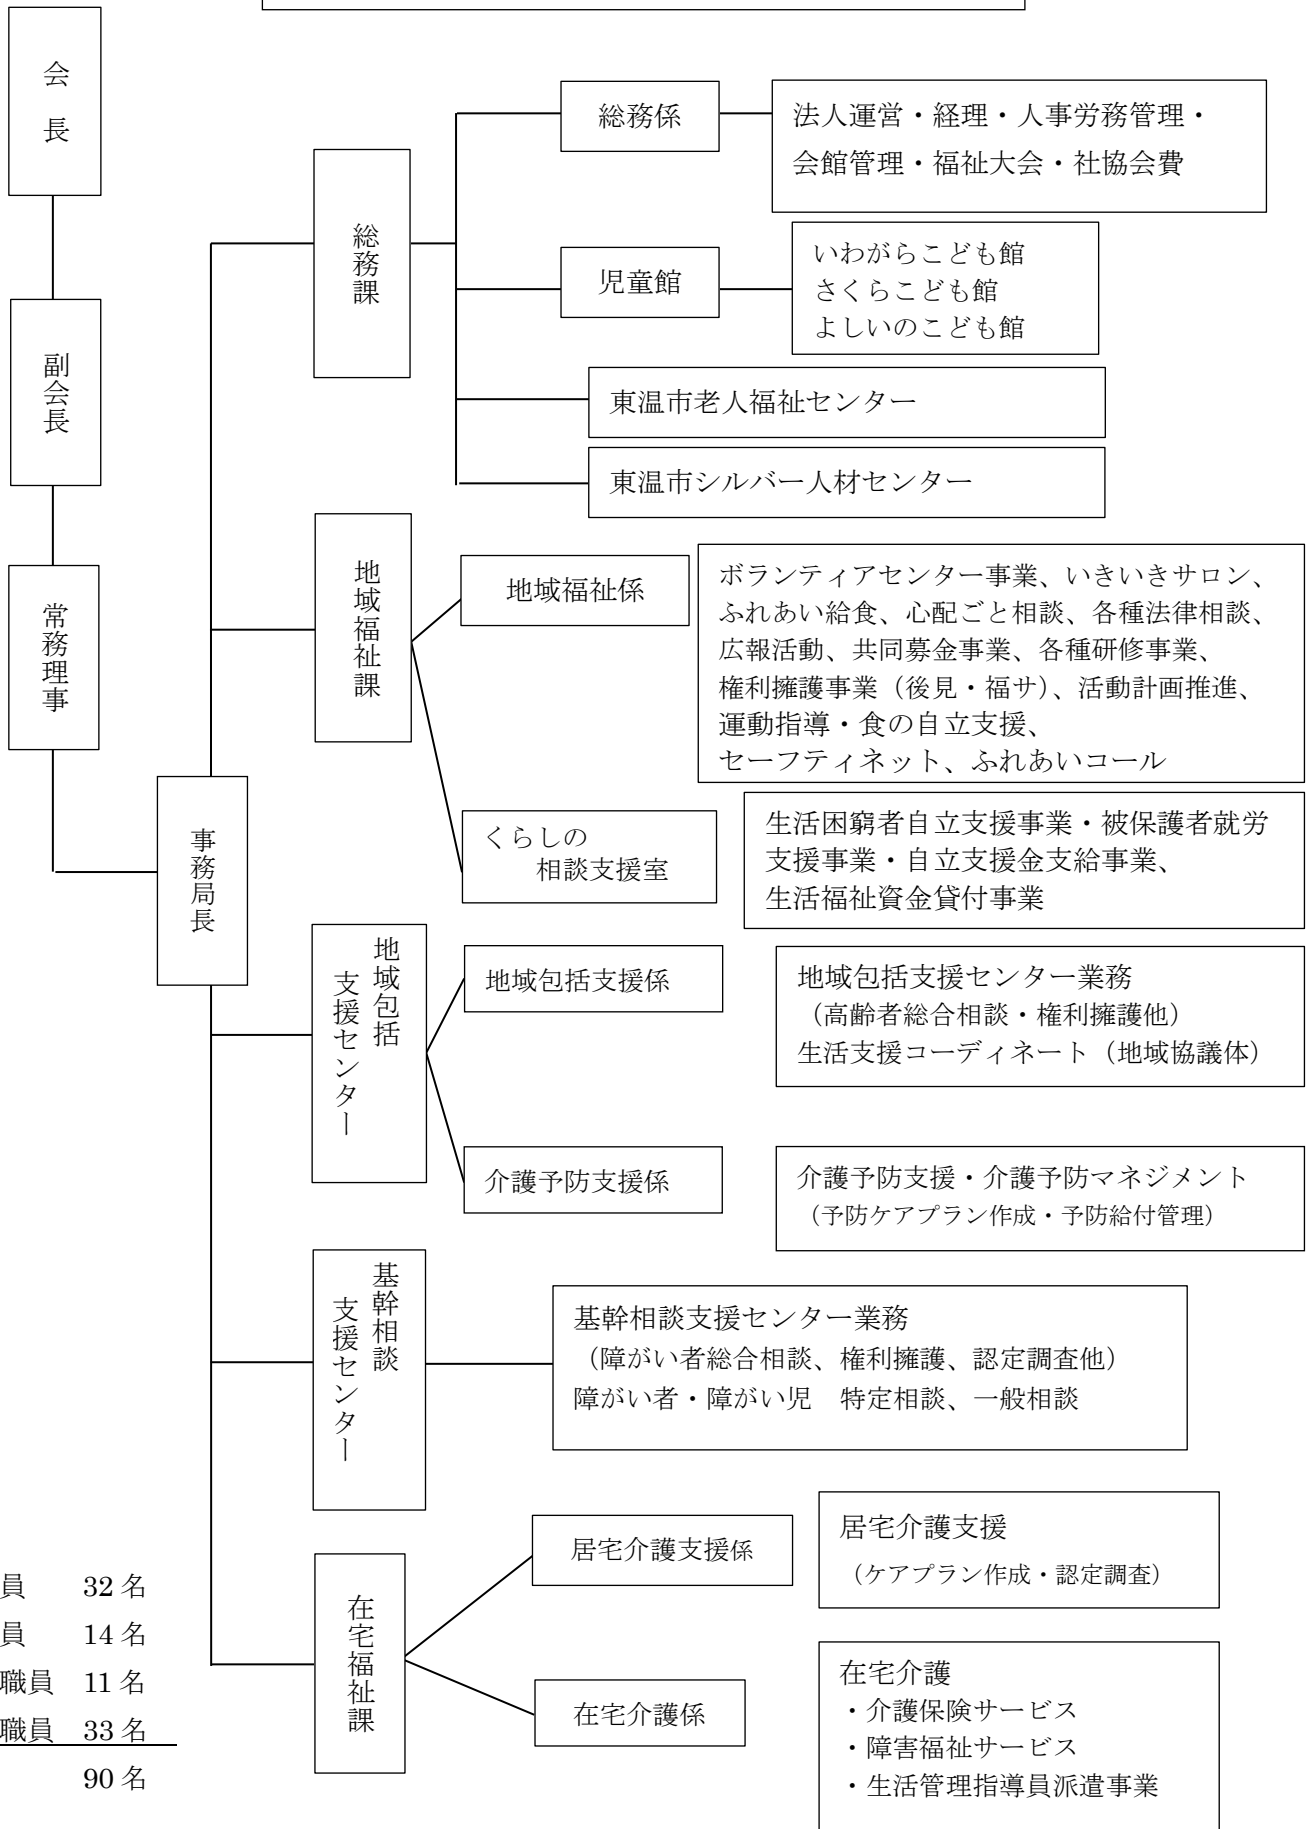 会長
副会長
常務理事
事務局長
総務課
総務係
法人運営・経理・人事労務管理・
会館管理・福祉大会・社協会費
児童館
いわがらこども館
さくらこども館
よしいのこども館
東温市老人福祉センター
東温市シルバー人材センター
地域福祉課
地域福祉係
ボランティアセンター事業、いきいきサロン、
ふれあい給食、心配ごと相談、各種法律相談、
広報活動、共同募金事業、各種研修事業、
権利擁護事業（後見・福サ）、活動計画推進、
運動指導・食の自立支援、
セーフティネット、ふれあいコール
くらしの
相談支援室
生活困窮者自立支援事業・被保護者就労
支援事業・自立支援金支給事業、
生活福祉資金貸付事業
地域包括
支援センター
地域包括支援係
地域包括支援センター業務
（高齢者総合相談・権利擁護他）
生活支援コーディネート（地域協議体）
介護予防支援係
介護予防支援・介護予防マネジメント
（予防ケアプラン作成・予防給付管理）
基幹相談
支援センター
基幹相談支援センター業務
（障がい者総合相談、権利擁護、認定調査他）
障がい者・障がい児　特定相談、一般相談
在宅福祉課
居宅介護支援係
居宅介護支援
（ケアプラン作成・認定調査）
在宅介護係
在宅介護
・介護保険サービス
・障害福祉サービス
・生活管理指導員派遣事業
員　32名
員　14名
職員　11名
職員　33名
90名